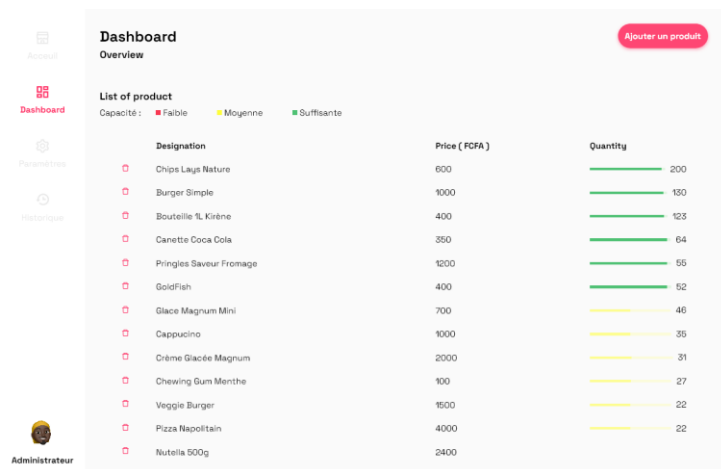 Acceuil
Dashboard
Paramètres
Historique
Administrateur
Dashboard
Overview
Ajouter un produit
List of product
Capacité : Faible Moyenne Suffisante
Designation Price ( FCFA ) Quantity
Chips Lays Nature 600 200
Burger Simple 1000 130
Bouteille 1L Kirène 400 123
Canette Coca Cola 350 64
Pringles Saveur Fromage 1200 55
GoldFish 400 52
Glace Magnum Mini 700 46
Cappucino 1000 35
Crème Glacée Magnum 2000 31
Chewing Gum Menthe 100 27
Veggie Burger 1500 22
Pizza Napolitain 4000 22
Nutella 500g 2400